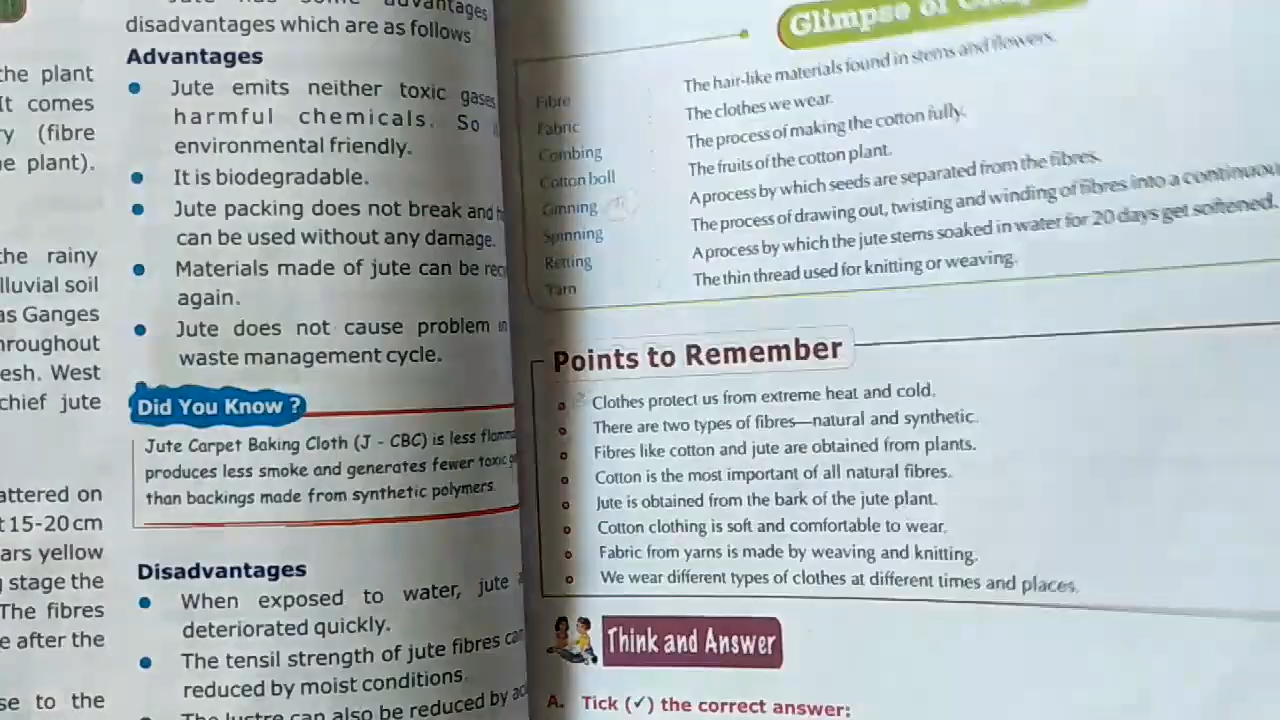 the plant
It comes
(fibre
plant).
the rainy
alluvial soil
as Ganges
throughout
West
chief jute
15-20 cm
yellow
stage the
The fibres
after the
to the
advantages
disadvantages which are as follows
Advantages
Jute emits neither toxic gases
harmful chemicals. So
environmental friendly.
It is biodegradable.
Jute packing does not break and
can be used without any damage.
Materials made of jute can be
again.
Jute does not cause problem in
waste management cycle.
Did You Know ?
Jute Carpet Baking Cloth (J - CBC) is less
produces less smoke and generates fewer toxic
than backings made from synthetic polymers.
Disadvantages
When exposed to water, jute
deteriorated quickly.
The tensil strength of jute fibres
reduced by moist conditions.
The lustre can also be reduced by
Glimpse of
Fibre : The hair-like materials found in stems and flowers.
Fabric : The clothes we wear.
Combing : The process of making the cotton fully.
Cotton boll : The fruits of the cotton plant.
Ginning : A process by which seeds are separated from the fibres.
Spinning : The process of drawing out, twisting and winding of fibres into a
Retting : A process by which the jute stems soaked in water for 20 days get softened.
Yarn : The thin thread used for knitting or weaving.
Points to Remember
Clothes protect us from extreme heat and cold.
There are two types of fibres—natural and synthetic.
Fibres like cotton and jute are obtained from plants.
Cotton is the most important of all natural fibres.
Jute is obtained from the bark of the jute plant.
Cotton clothing is soft and comfortable to wear.
Fabric from yarns is made by weaving and knitting.
We wear different types of clothes at different times and places.
Think and Answer
A. Tick (✓) the correct answer: